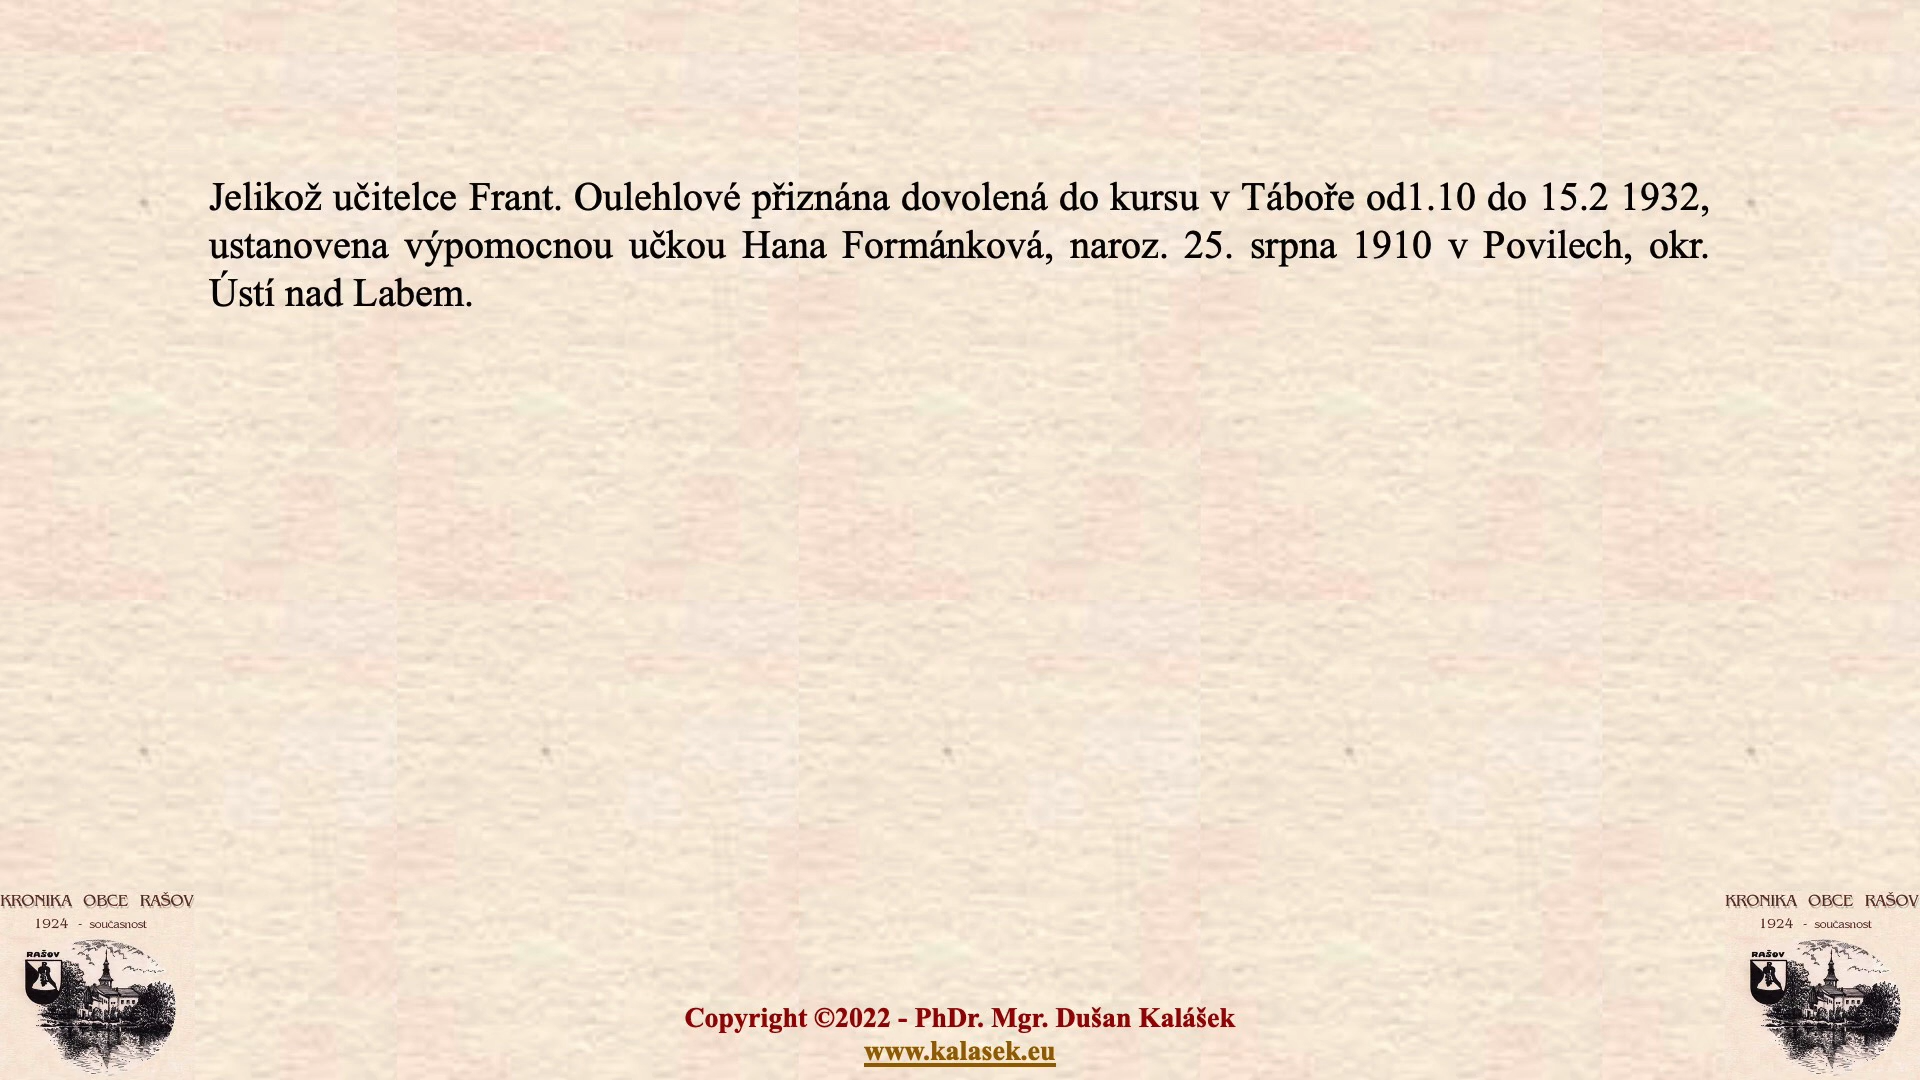 Jelikož učitelce Frant. Oulehlové přiznána dovolená do kursu v Táboře od1.10 do 15.2 1932,
ustanovena výpomocnou učkou Hana Formánková, naroz. 25. srpna 1910 v Povilech, okr.
Ústí nad Labem.
KRONIKA OBCE RAŠOV
1924 - současnost
RAŠOV
KRONIKA OBCE RAŠOV
1924 - současnost
RAŠOV
Copyright ©2022 - PhDr. Mgr. Dušan Kalášek
www.kalasek.eu